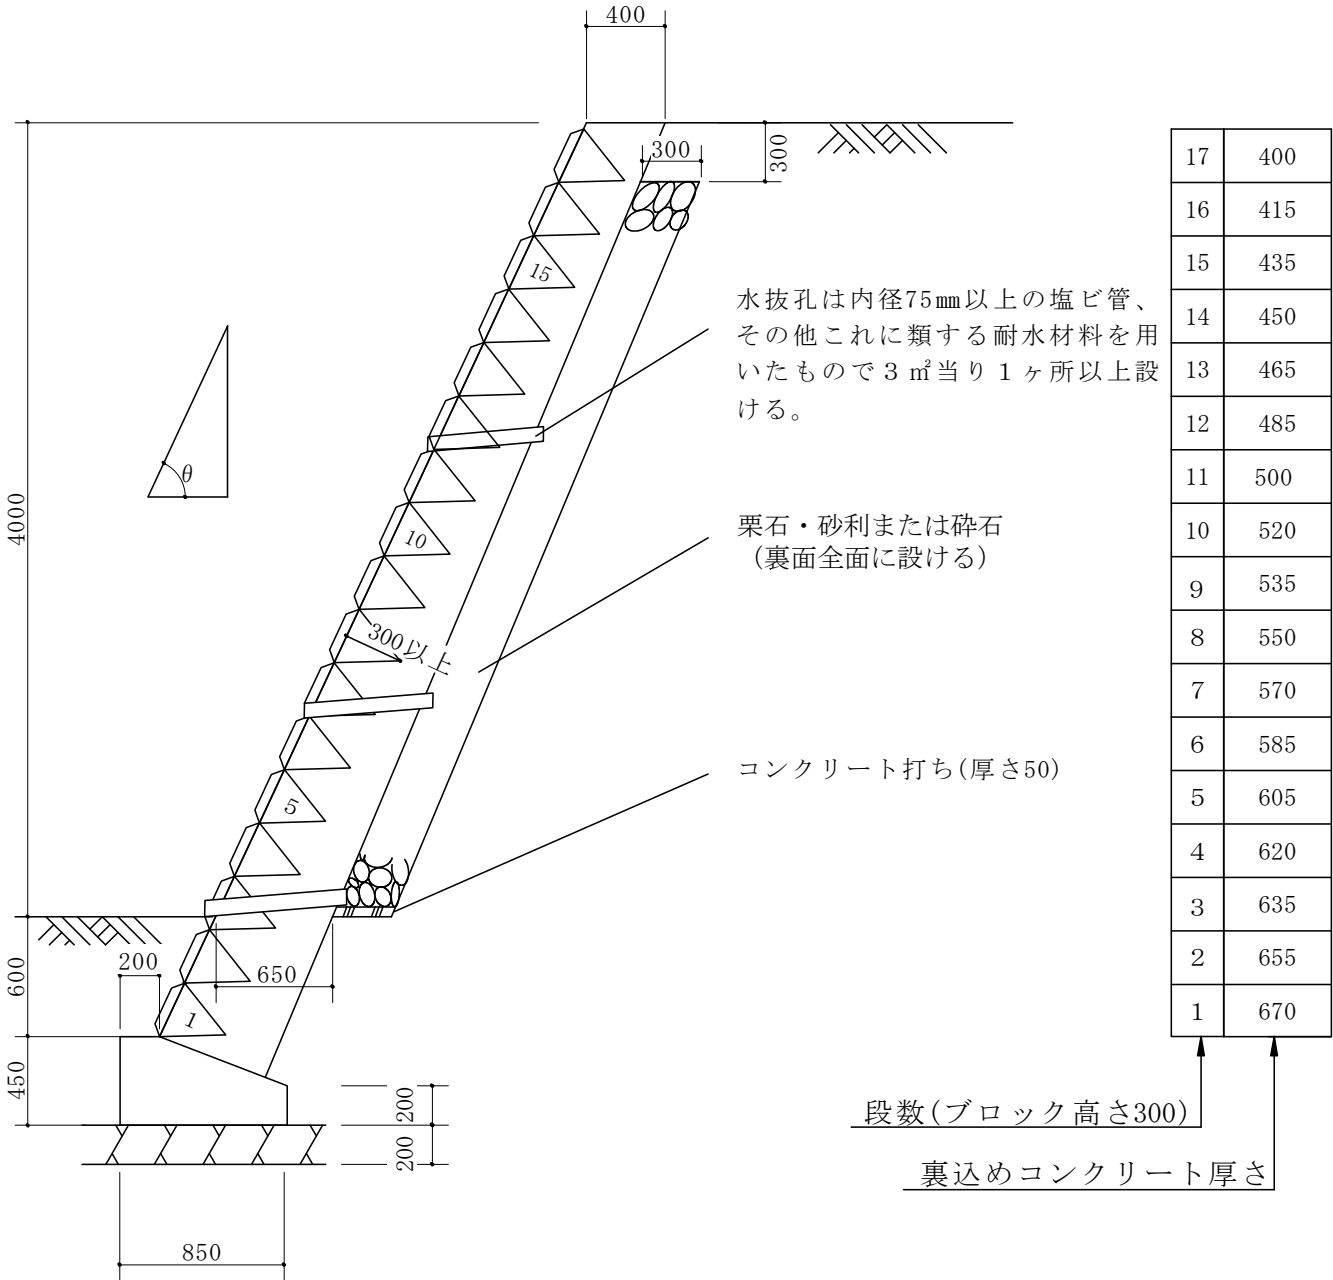 400
300
300
4000
θ
15
10
5
1
300以上
水抜孔は内径75㎜以上の塩ビ管、
その他これに類する耐水材料を用
いたもので３㎡当り１ヶ所以上設
ける。
栗石・砂利または砕石
（裏面全面に設ける）
コンクリート打ち(厚さ50)
600
200
650
450
200
200
850
17 400
16 415
15 435
14 450
13 465
12 485
11 500
10 520
9 535
8 550
7 570
6 585
5 605
4 620
3 635
2 655
1 670
段数(ブロック高さ300)
裏込めコンクリート厚さ